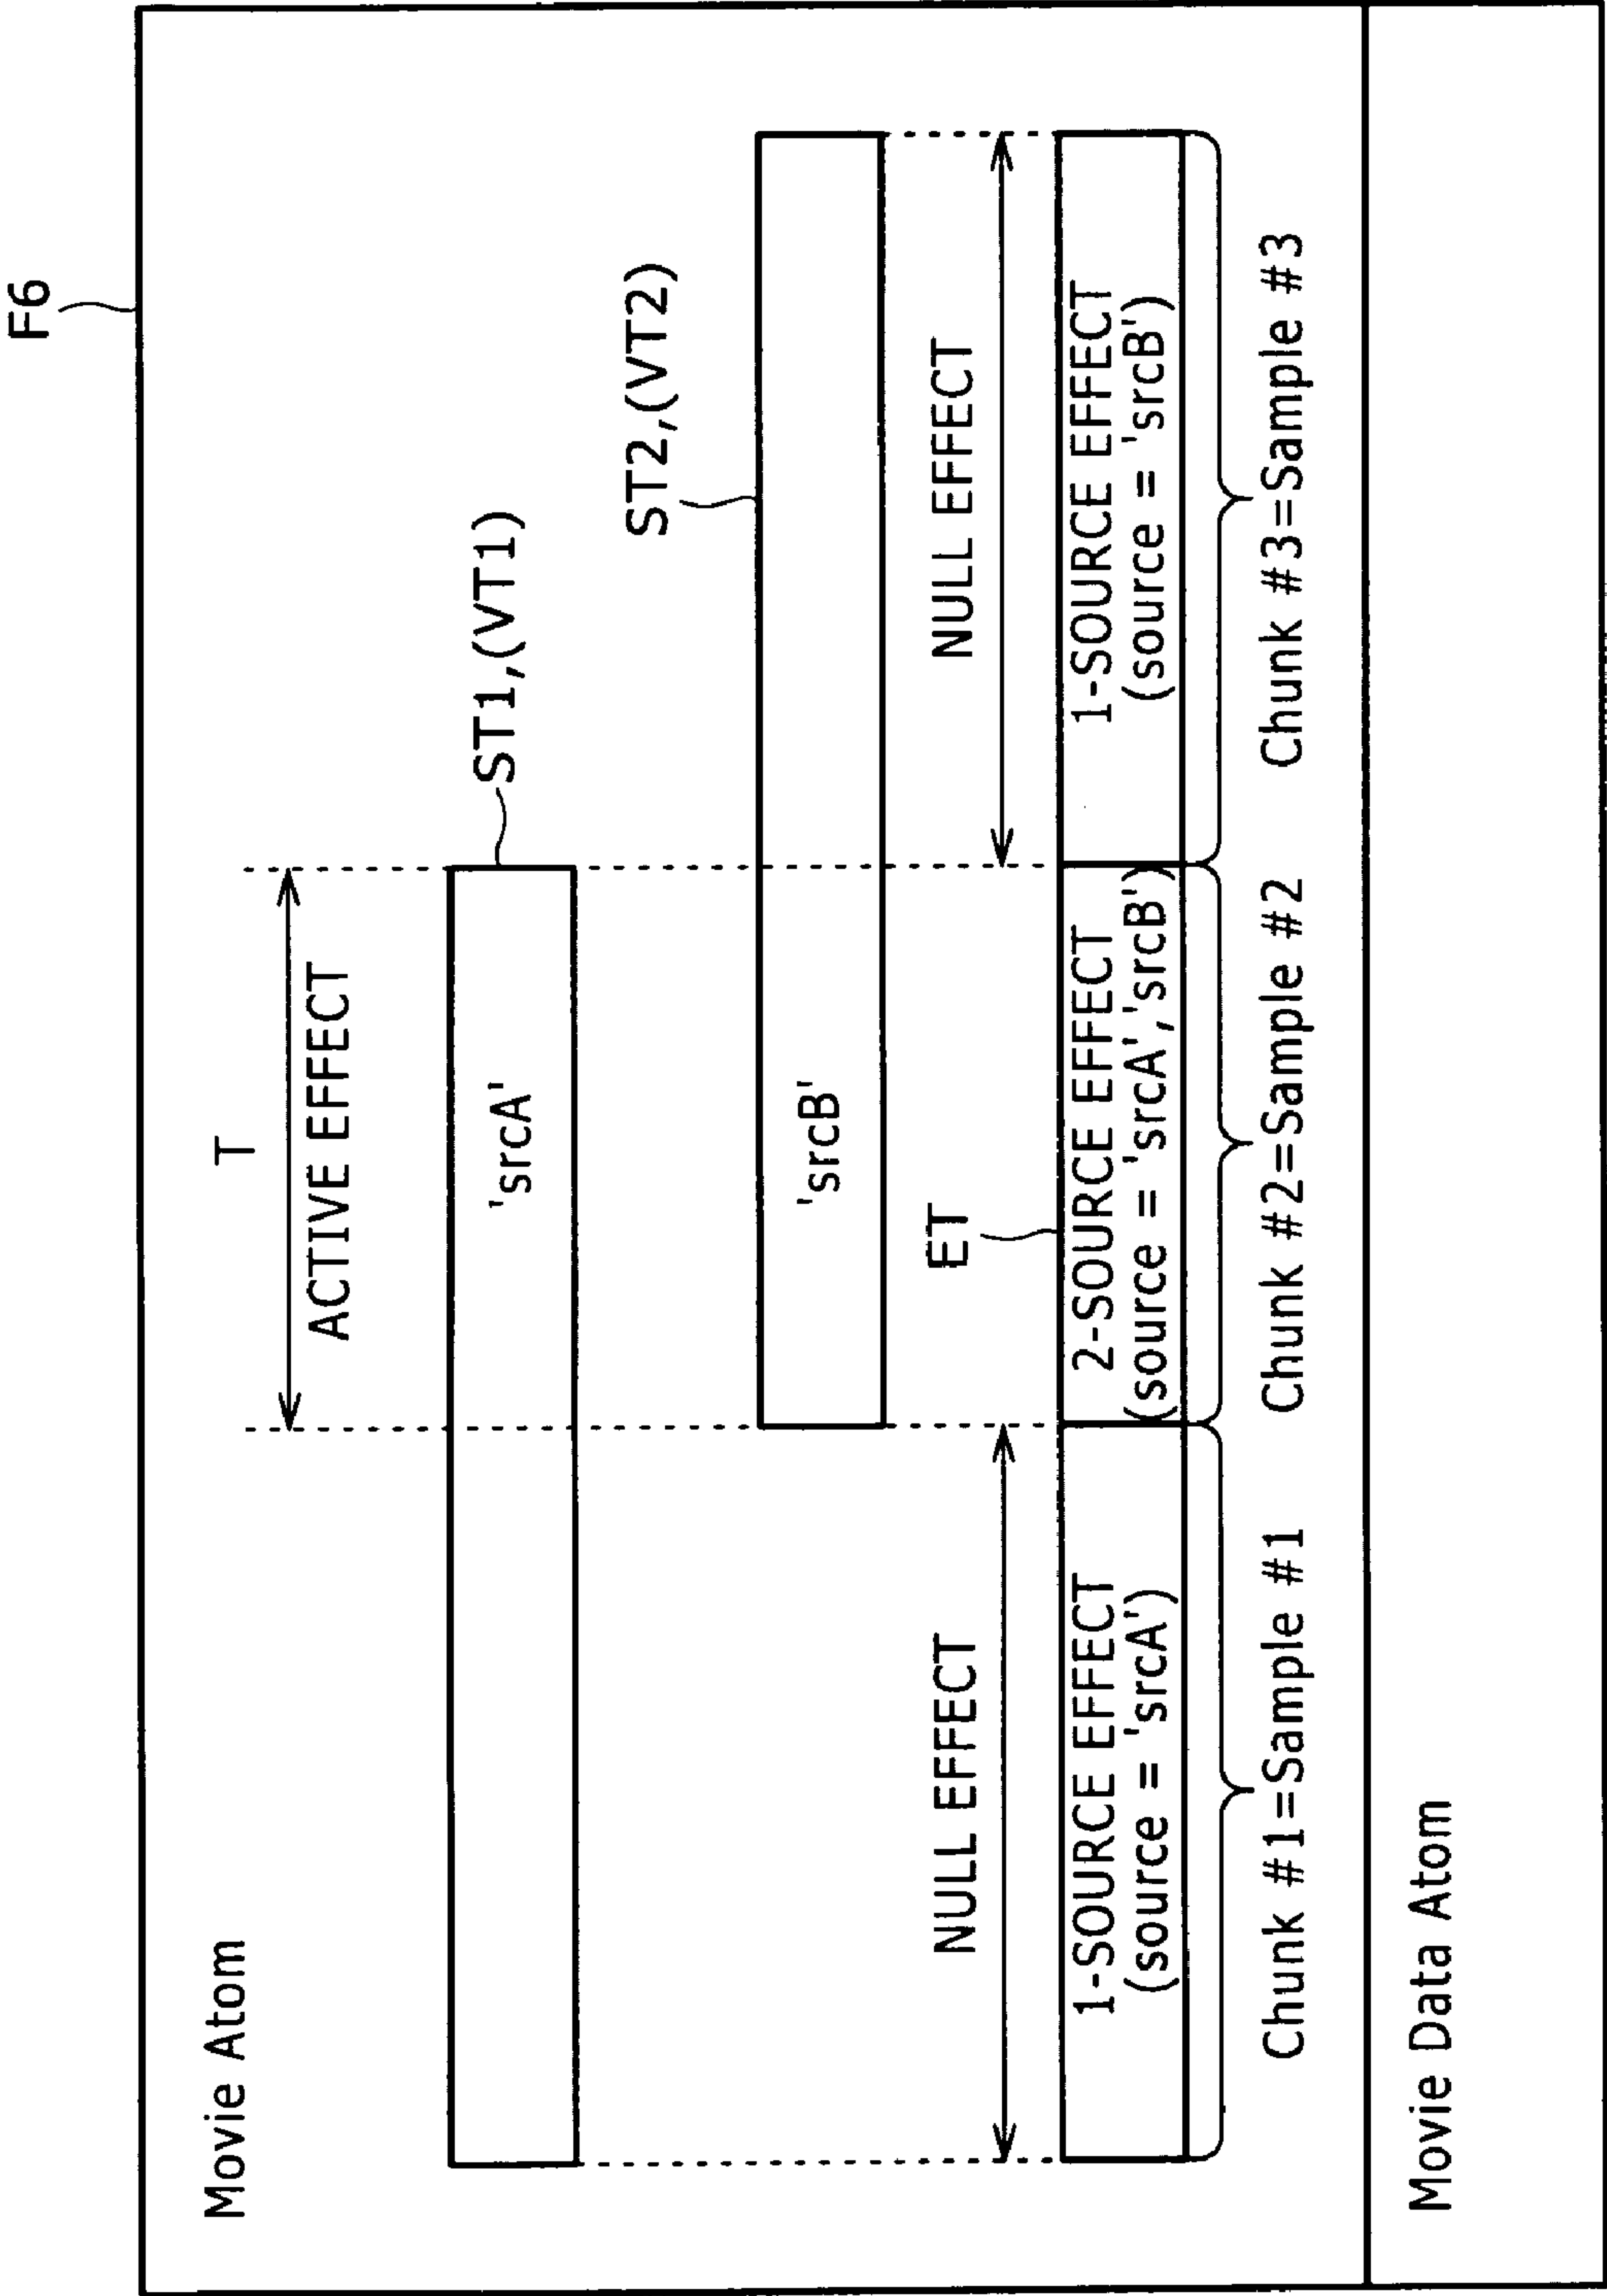 F6
Movie Atom
T
ACTIVE EFFECT
ST1,(VT1)
'srcA'
ST2,(VT2)
'srcB'
NULL EFFECT
ET
NULL EFFECT
1-SOURCE EFFECT
(source = 'srcA')
2-SOURCE EFFECT
(source = 'srcA','srcB')
1-SOURCE EFFECT
(source = 'srcB')
Chunk #1=Sample #1
Chunk #2=Sample #2
Chunk #3=Sample #3
Movie Data Atom